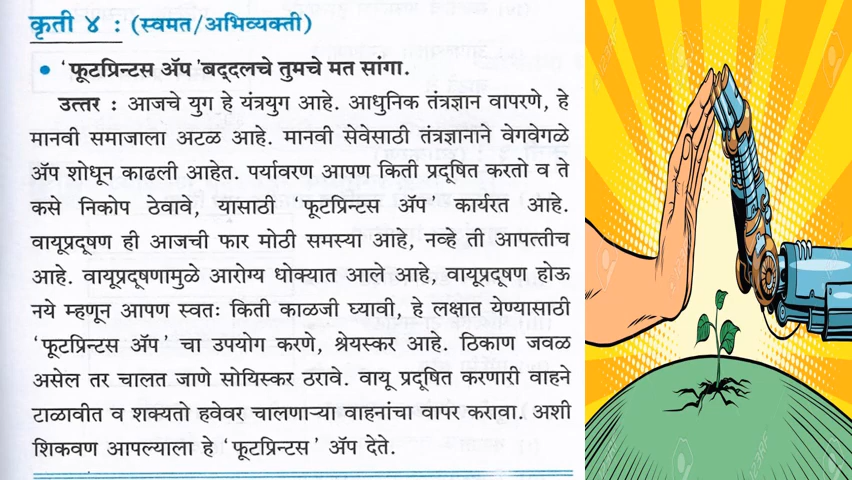 कृती ४ : (स्वमत/अभिव्यक्ती)
• 'फूटप्रिन्टस ॲप 'बद्दलचे तुमचे मत सांगा.
उत्तर : आजचे युग हे यंत्रयुग आहे. आधुनिक तंत्रज्ञान वापरणे, हे
मानवी समाजाला अटळ आहे. मानवी सेवेसाठी तंत्रज्ञानाने वेगवेगळे
ॲप शोधून काढली आहेत. पर्यावरण आपण किती प्रदूषित करतो व ते
कसे निकोप ठेवावे, यासाठी 'फूटप्रिन्टस ॲप' कार्यरत आहे.
वायूप्रदूषण ही आजची फार मोठी समस्या आहे, नव्हे ती आपत्तीच
आहे. वायूप्रदूषणामुळे आरोग्य धोक्यात आले आहे, वायूप्रदूषण होऊ
नये म्हणून आपण स्वतः किती काळजी घ्यावी, हे लक्षात येण्यासाठी
'फूटप्रिन्टस ॲप' चा उपयोग करणे, श्रेयस्कर आहे. ठिकाण जवळ
असेल तर चालत जाणे सोयिस्कर ठरावे. वायू प्रदूषित करणारी वाहने
टाळावीत व शक्यतो हवेवर चालणाऱ्या वाहनांचा वापर करावा. अशी
शिकवण आपल्याला हे 'फूटप्रिन्टस' ॲप देते.
123RF